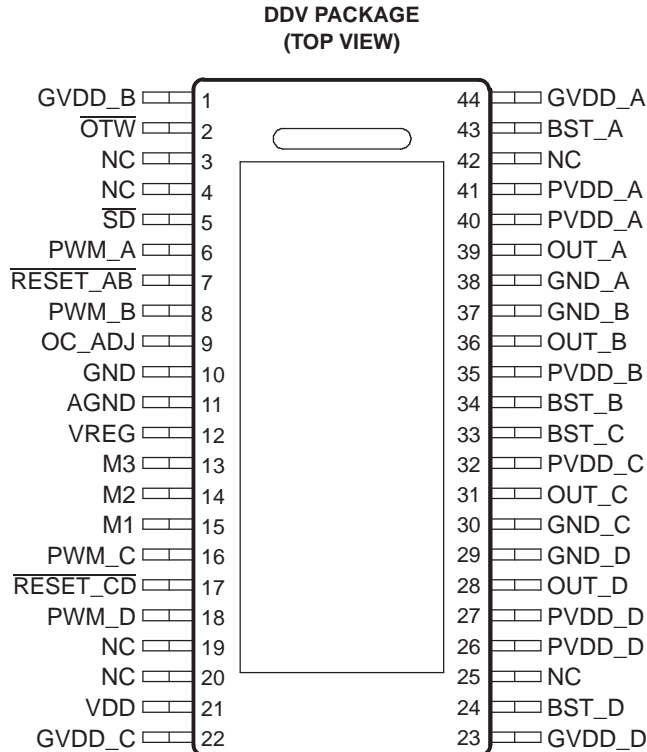 DDV PACKAGE
(TOP VIEW)
GVDD_B 1 44 GVDD_A
OTW 2 43 BST_A
NC 3 42 NC
NC 4 41 PVDD_A
SD 5 40 PVDD_A
PWM_A 6 39 OUT_A
RESET_AB 7 38 GND_A
PWM_B 8 37 GND_B
OC_ADJ 9 36 OUT_B
GND 10 35 PVDD_B
AGND 11 34 BST_B
VREG 12 33 BST_C
M3 13 32 PVDD_C
M2 14 31 OUT_C
M1 15 30 GND_C
PWM_C 16 29 GND_D
RESET_CD 17 28 OUT_D
PWM_D 18 27 PVDD_D
NC 19 26 PVDD_D
NC 20 25 NC
VDD 21 24 BST_D
GVDD_C 22 23 GVDD_D